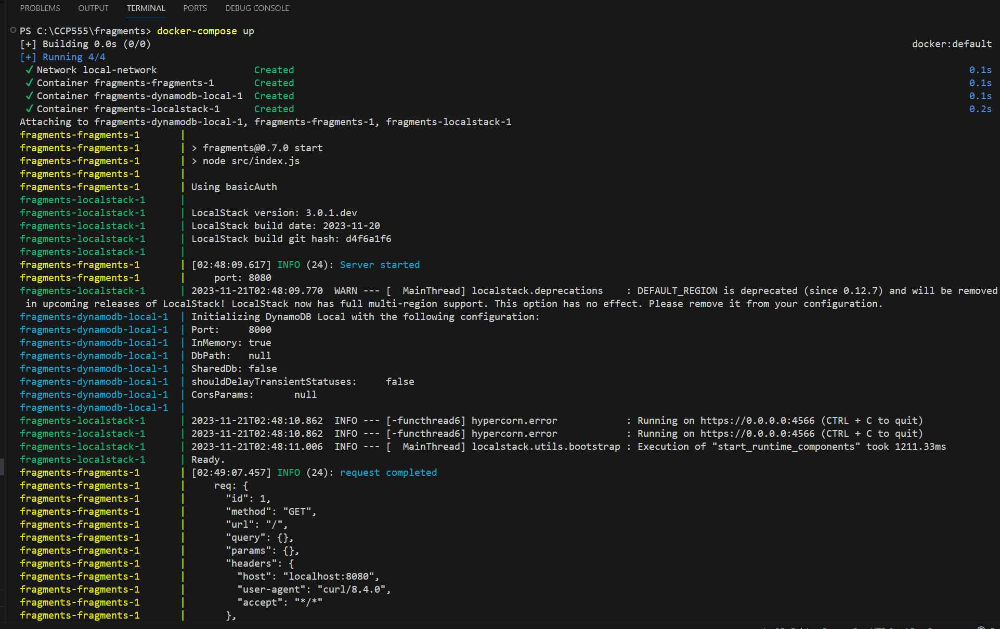 PROBLEMS OUTPUT TERMINAL PORTS DEBUG CONSOLE
PS C:\CCP555\fragments> docker-compose up
[+] Building 0.0s (0/0) docker:default
[+] Running 4/4
✓ Network local-network Created 0.1s
✓ Container fragments-fragments-1 Created 0.1s
✓ Container fragments-dynamodb-local-1 Created 0.1s
✓ Container fragments-localstack-1 Created 0.2s
Attaching to fragments-dynamodb-local-1, fragments-fragments-1, fragments-localstack-1
fragments-fragments-1 |
fragments-fragments-1 | > fragments@0.7.0 start
fragments-fragments-1 | > node src/index.js
fragments-fragments-1 |
fragments-fragments-1 | Using basicAuth
fragments-localstack-1 |
fragments-localstack-1 | LocalStack version: 3.0.1.dev
fragments-localstack-1 | LocalStack build date: 2023-11-20
fragments-localstack-1 | LocalStack build git hash: d4f6a1f6
fragments-localstack-1 |
fragments-fragments-1 | [02:48:09.617] INFO (24): Server started
fragments-fragments-1 | port: 8080
fragments-localstack-1 | 2023-11-21T02:48:09.770 WARN --- [ MainThread] localstack.deprecations : DEFAULT_REGION is deprecated (since 0.12.7) and will be removed
in upcoming releases of LocalStack! LocalStack now has full multi-region support. This option has no effect. Please remove it from your configuration.
fragments-dynamodb-local-1 | Initializing DynamoDB Local with the following configuration:
fragments-dynamodb-local-1 | Port: 8000
fragments-dynamodb-local-1 | InMemory: true
fragments-dynamodb-local-1 | DbPath: null
fragments-dynamodb-local-1 | SharedDb: false
fragments-dynamodb-local-1 | shouldDelayTransientStatuses: false
fragments-dynamodb-local-1 | CorsParams: null
fragments-dynamodb-local-1 |
fragments-localstack-1 | 2023-11-21T02:48:10.862 INFO --- [-functhread6] hypercorn.error : Running on https://0.0.0.0:4566 (CTRL + C to quit)
fragments-localstack-1 | 2023-11-21T02:48:10.862 INFO --- [-functhread6] hypercorn.error : Running on https://0.0.0.0:4566 (CTRL + C to quit)
fragments-localstack-1 | 2023-11-21T02:48:11.006 INFO --- [ MainThread] localstack.utils.bootstrap : Execution of "start_runtime_components" took 1211.33ms
fragments-localstack-1 | Ready.
fragments-fragments-1 | [02:49:07.457] INFO (24): request completed
fragments-fragments-1 | req: {
fragments-fragments-1 | "id": 1,
fragments-fragments-1 | "method": "GET",
fragments-fragments-1 | "url": "/",
fragments-fragments-1 | "query": {},
fragments-fragments-1 | "params": {},
fragments-fragments-1 | "headers": {
fragments-fragments-1 | "host": "localhost:8080",
fragments-fragments-1 | "user-agent": "curl/8.4.0",
fragments-fragments-1 | "accept": "*/*"
fragments-fragments-1 | },